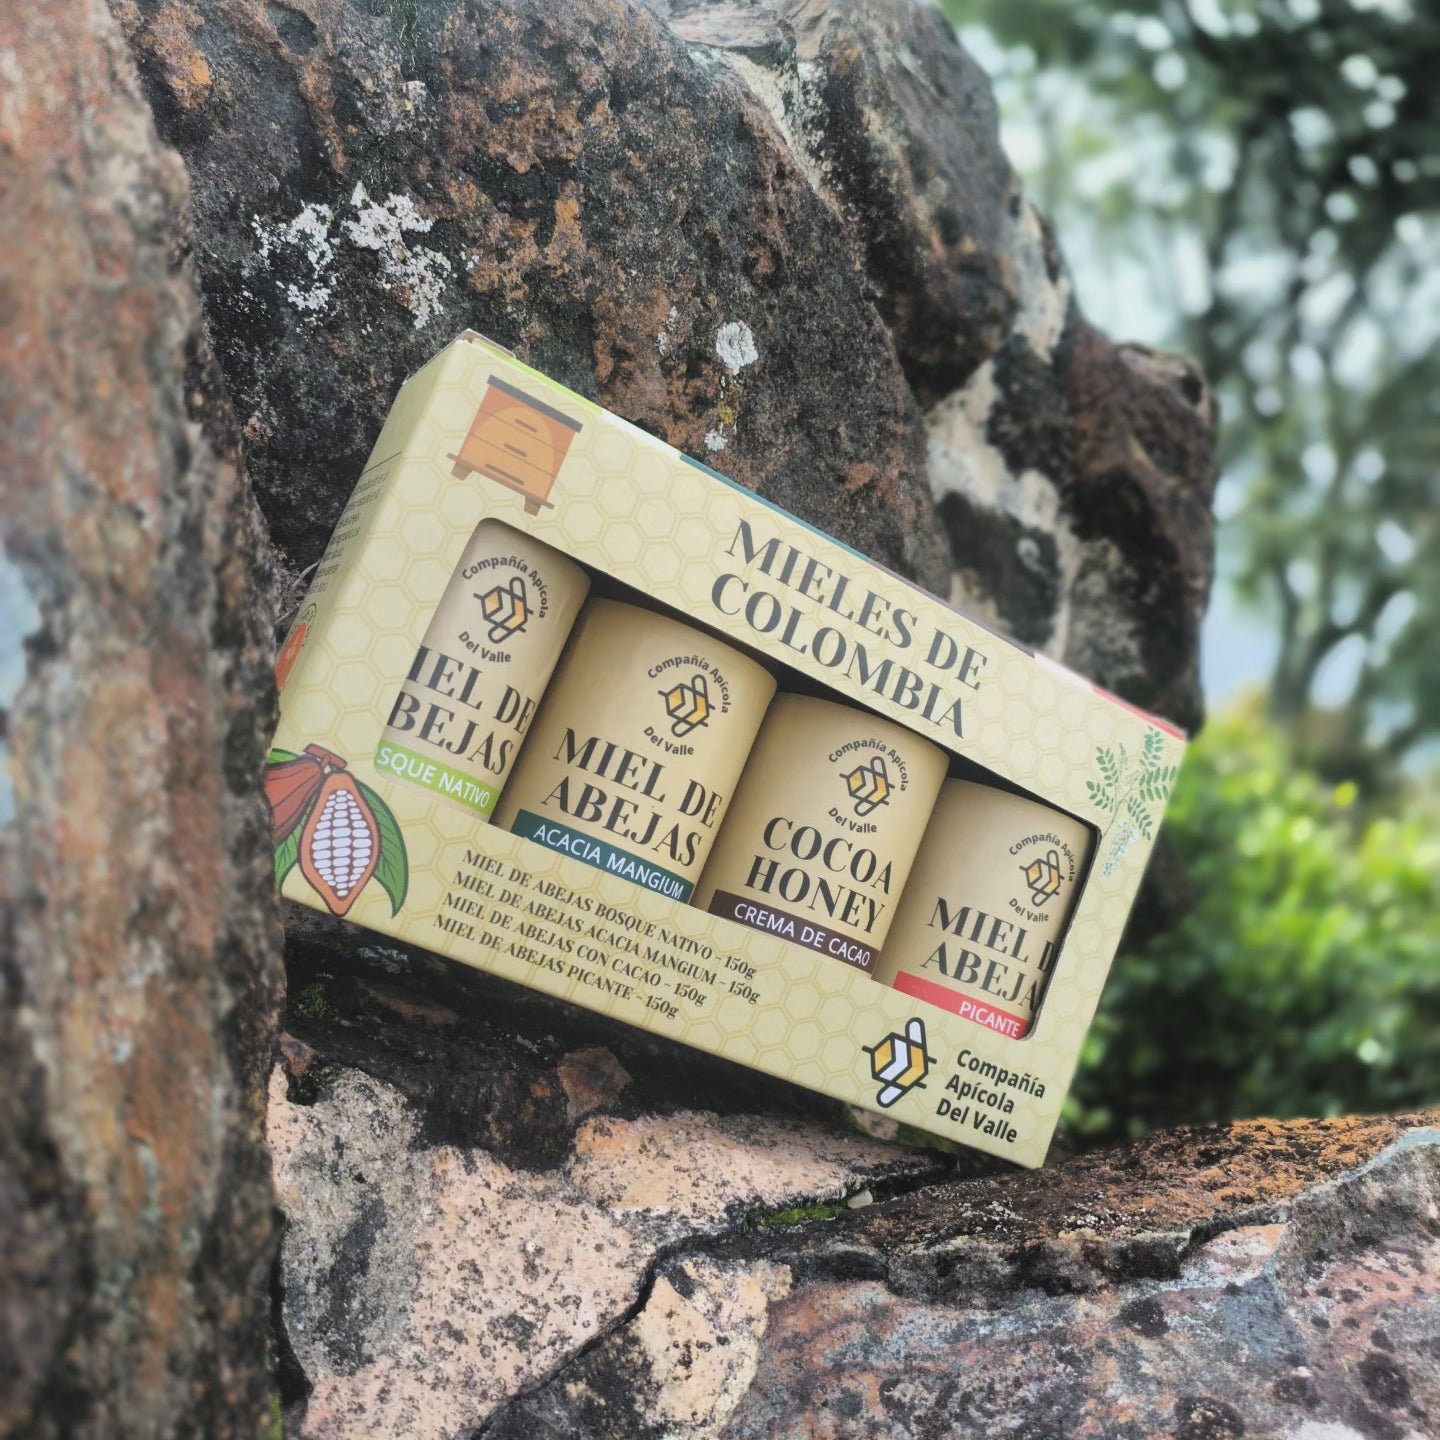 MIELES DE
COLOMBIA
Compañía Apícola
Del Valle
IEL DE
BEJAS
SQUE NATIVO
Compañía Apícola
Del Valle
MIEL DE
ABEJAS
ACACIA MANGIUM
Compañía Apícola
Del Valle
COCOA
HONEY
CREMA DE CACAO
Compañía Apícola
Del Valle
MIEL D
ABEJA
PICANTE
MIEL DE ABEJAS BOSQUE NATIVO - 150g
MIEL DE ABEJAS ACACIA MANGIUM - 150g
MIEL DE ABEJAS CON CACAO - 150g
MIEL DE ABEJAS PICANTE - 150g
Compañía
Apícola
Del Valle